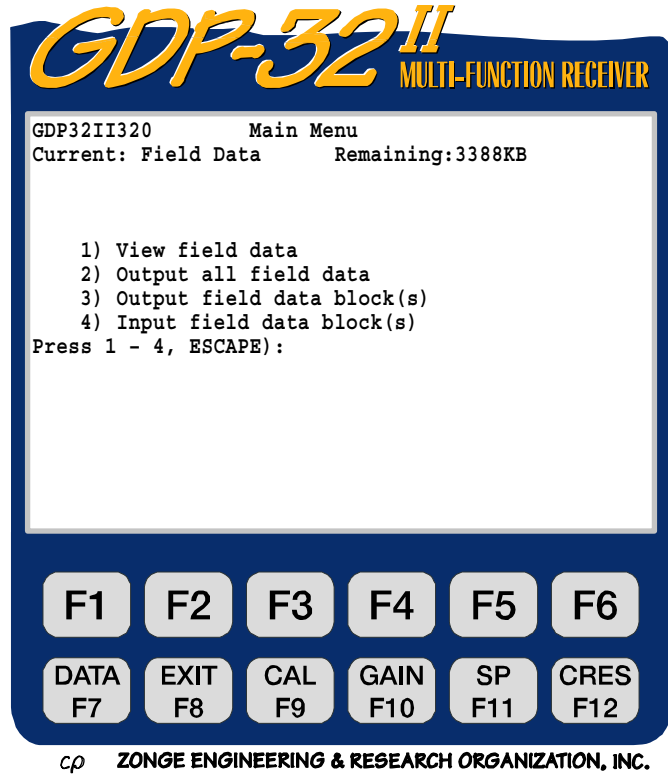 GDP-32 II
MULTI-FUNCTION RECEIVER
GDP32II320 Main Menu
Current: Field Data Remaining:3388KB
1) View field data
2) Output all field data
3) Output field data block(s)
4) Input field data block(s)
Press 1 - 4, ESCAPE):
F1 F2 F3 F4 F5 F6
DATA EXIT CAL GAIN SP CRES
F7 F8 F9 F10 F11 F12
ZONGE ENGINEERING & RESEARCH ORGANIZATION, INC.